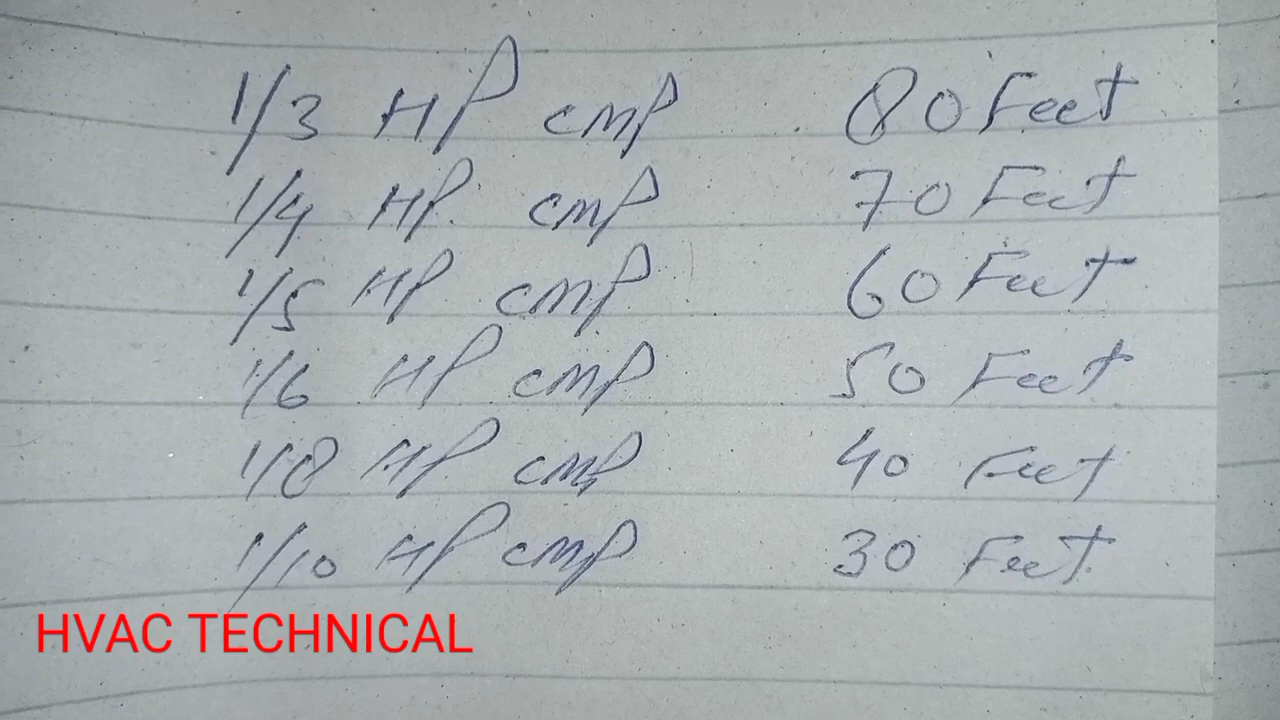 1/3 HP cmp 80 Feet
1/4 HP cmp 70 Feet
1/5 HP cmp 60 Feet
1/6 HP cmp 50 Feet
1/8 HP cmp 40 Feet
1/10 HP cmp 30 Feet
HVAC TECHNICAL